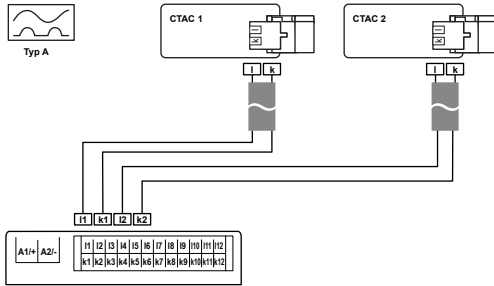 CTAC 1
CTAC 2
k l
k l
Typ A
l k
l k
l1 k1 l2 k2
A1/+ A2/-
l1 l2 l3 l4 l5 l6 l7 l8 l9 l10 l11 l12
k1 k2 k3 k4 k5 k6 k7 k8 k9 k10 k11 k12